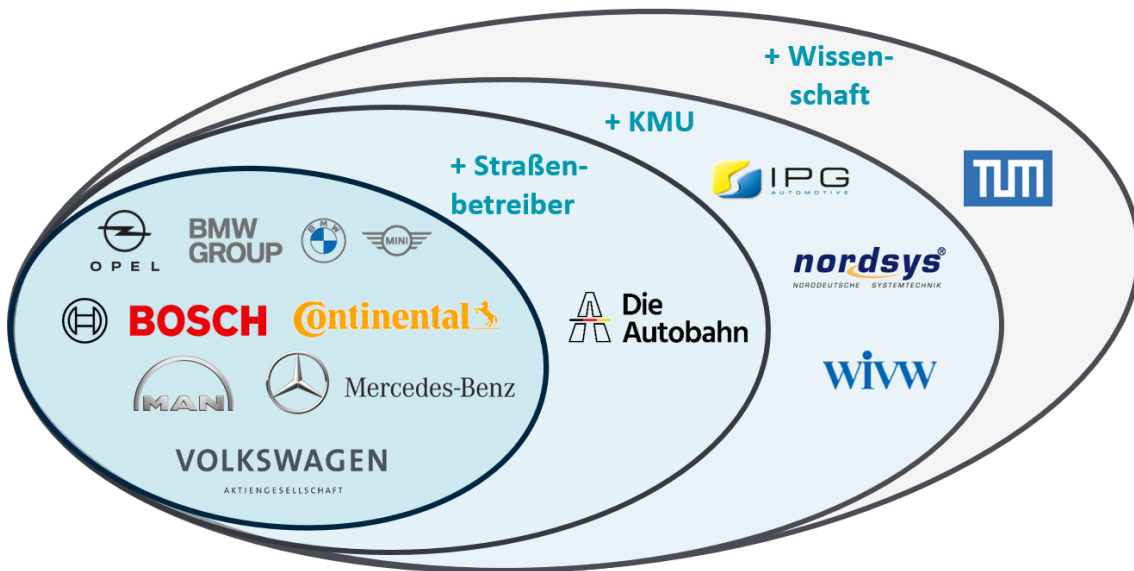 + Wissen-
schaft
+ KMU
+ Straßen-
betreiber
IPG
AUTOMOTIVE
TUM
OPEL
BMW
GROUP
BMW
MINI
nordsys®
NORDDEUTSCHE SYSTEMTECHNIK
BOSCH
Continental
Die
Autobahn
MAN
Mercedes-Benz
wivw
VOLKSWAGEN
AKTIENGESELLSCHAFT